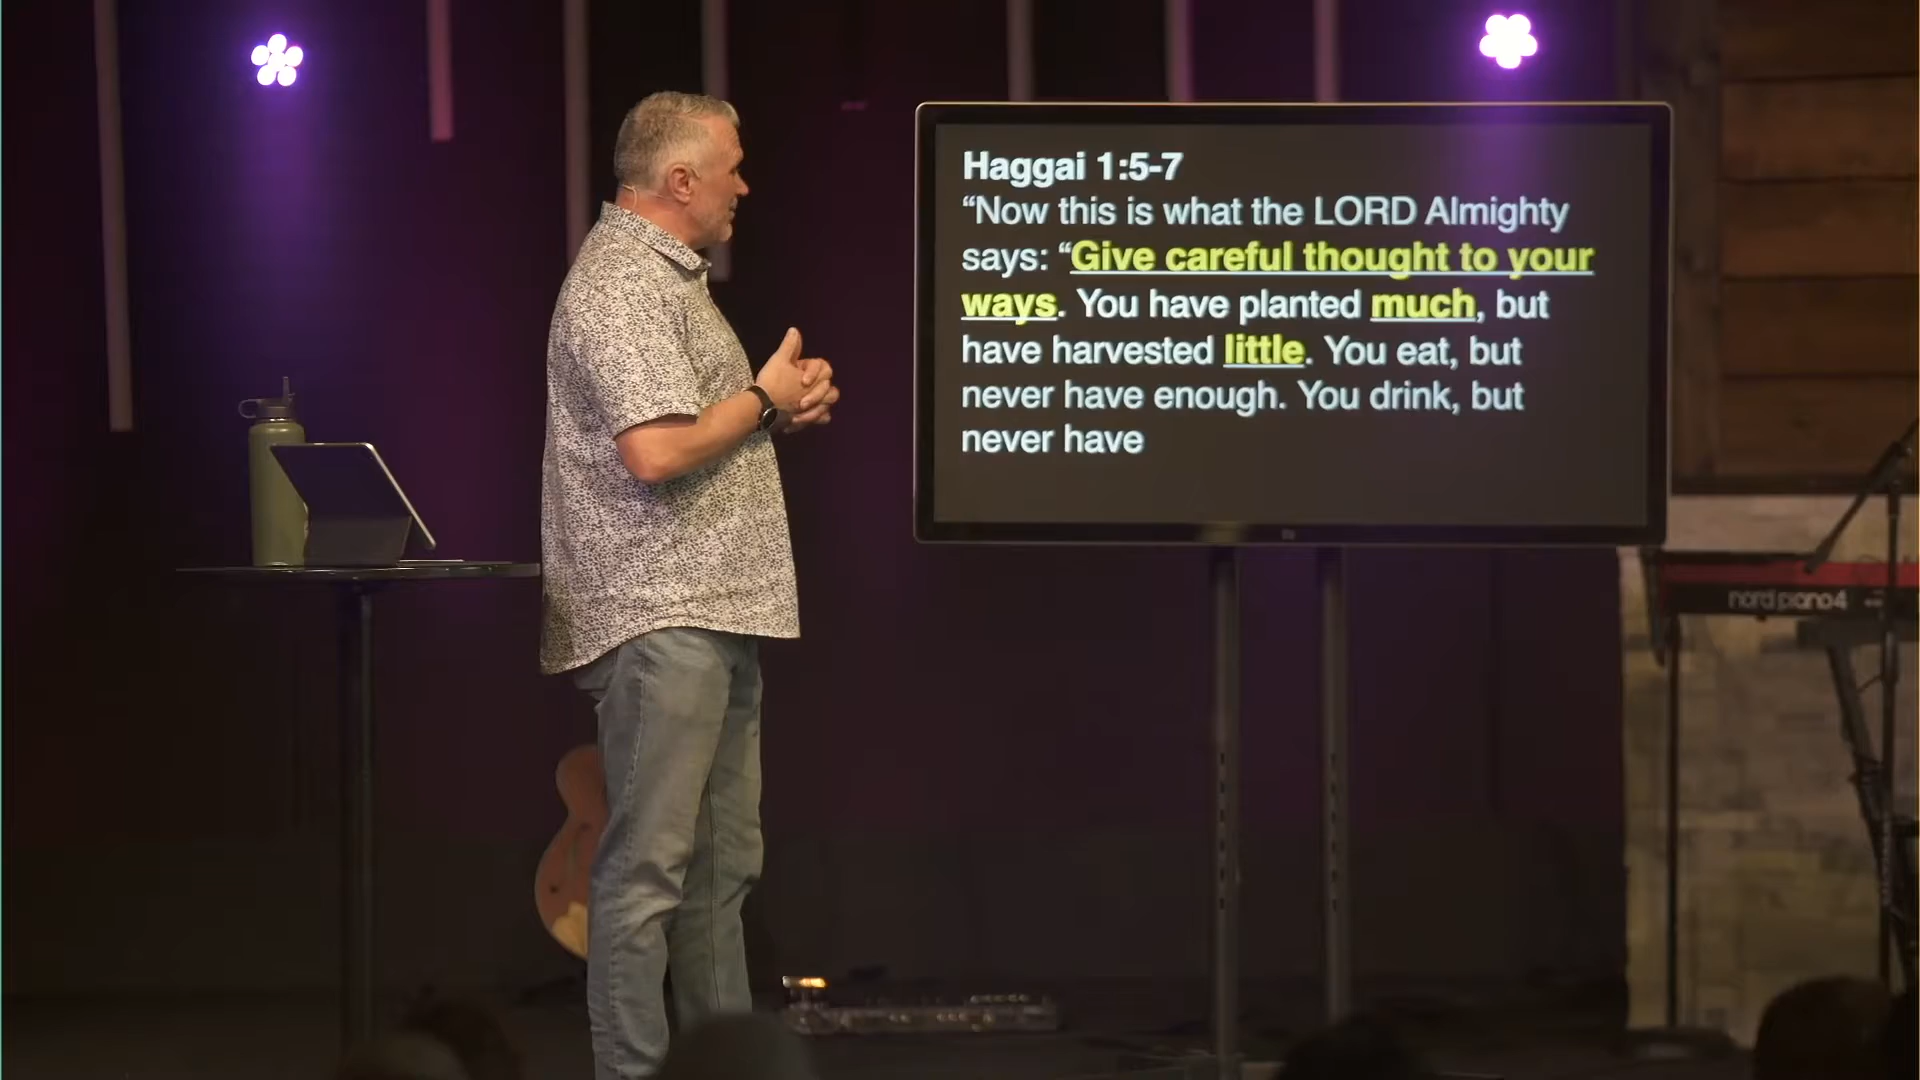 Haggai 1:5-7
“Now this is what the LORD Almighty
says: “Give careful thought to your
ways. You have planted much, but
have harvested little. You eat, but
never have enough. You drink, but
never have
nord piano 4